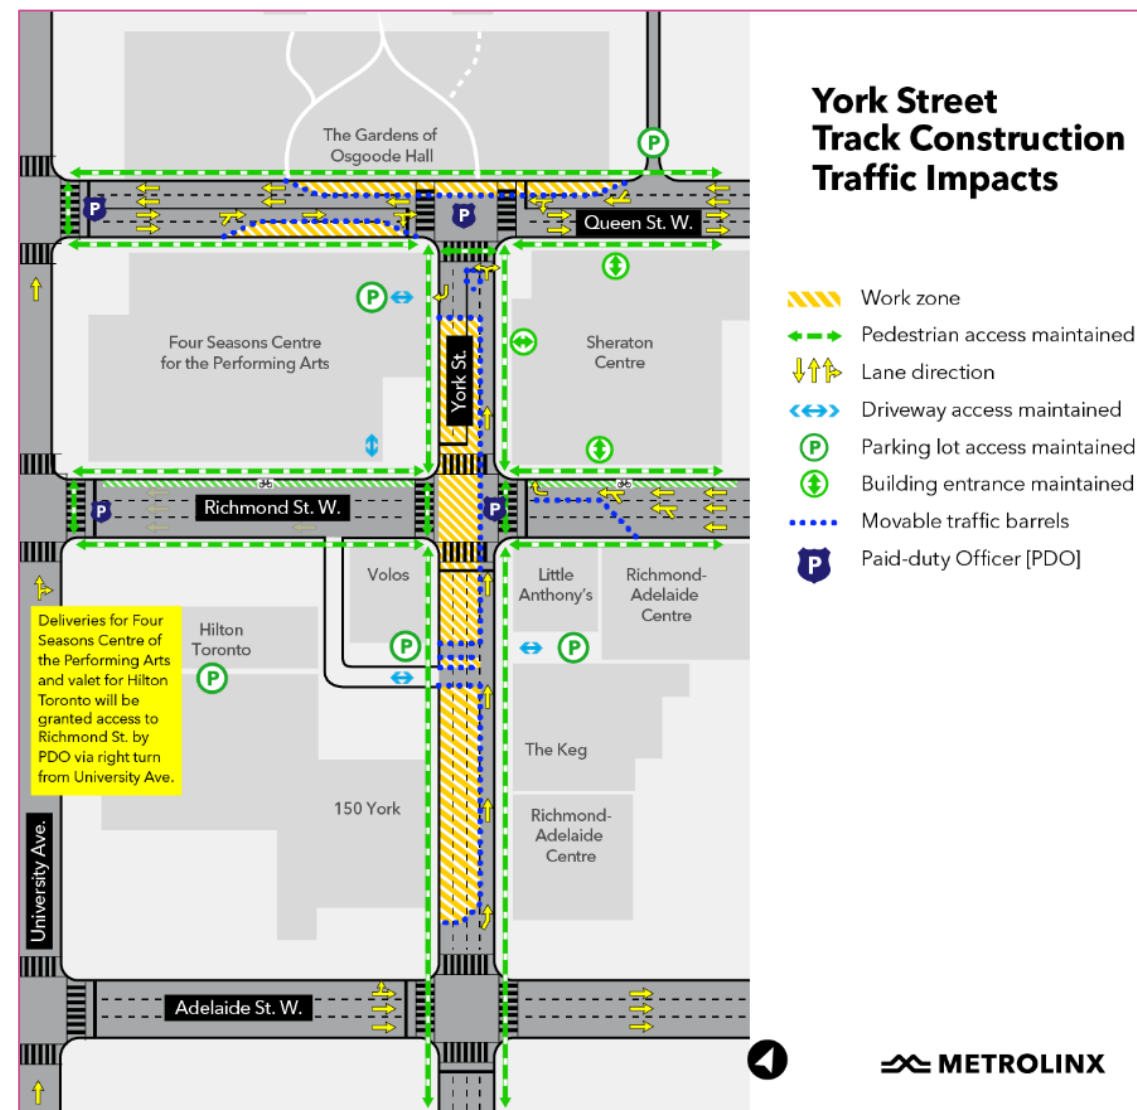 York Street
Track Construction
Traffic Impacts
The Gardens of
Osgoode Hall
P
P
P
Queen St. W.
P
Four Seasons Centre
for the Performing Arts
York St.
Sheraton
Centre
Richmond St. W.
P
P
Volos
Little
Anthony's
Richmond-
Adelaide
Centre
Hilton
Toronto
P
P
P
Deliveries for Four
Seasons Centre of
the Performing Arts
and valet for Hilton
Toronto will be
granted access to
Richmond St. by
PDO via right turn
from University Ave.
The Keg
150 York
Richmond-
Adelaide
Centre
University Ave.
Adelaide St. W.
Work zone
Pedestrian access maintained
Lane direction
Driveway access maintained
P
Parking lot access maintained
Building entrance maintained
Movable traffic barrels
P
Paid-duty Officer [PDO]
METROLINX